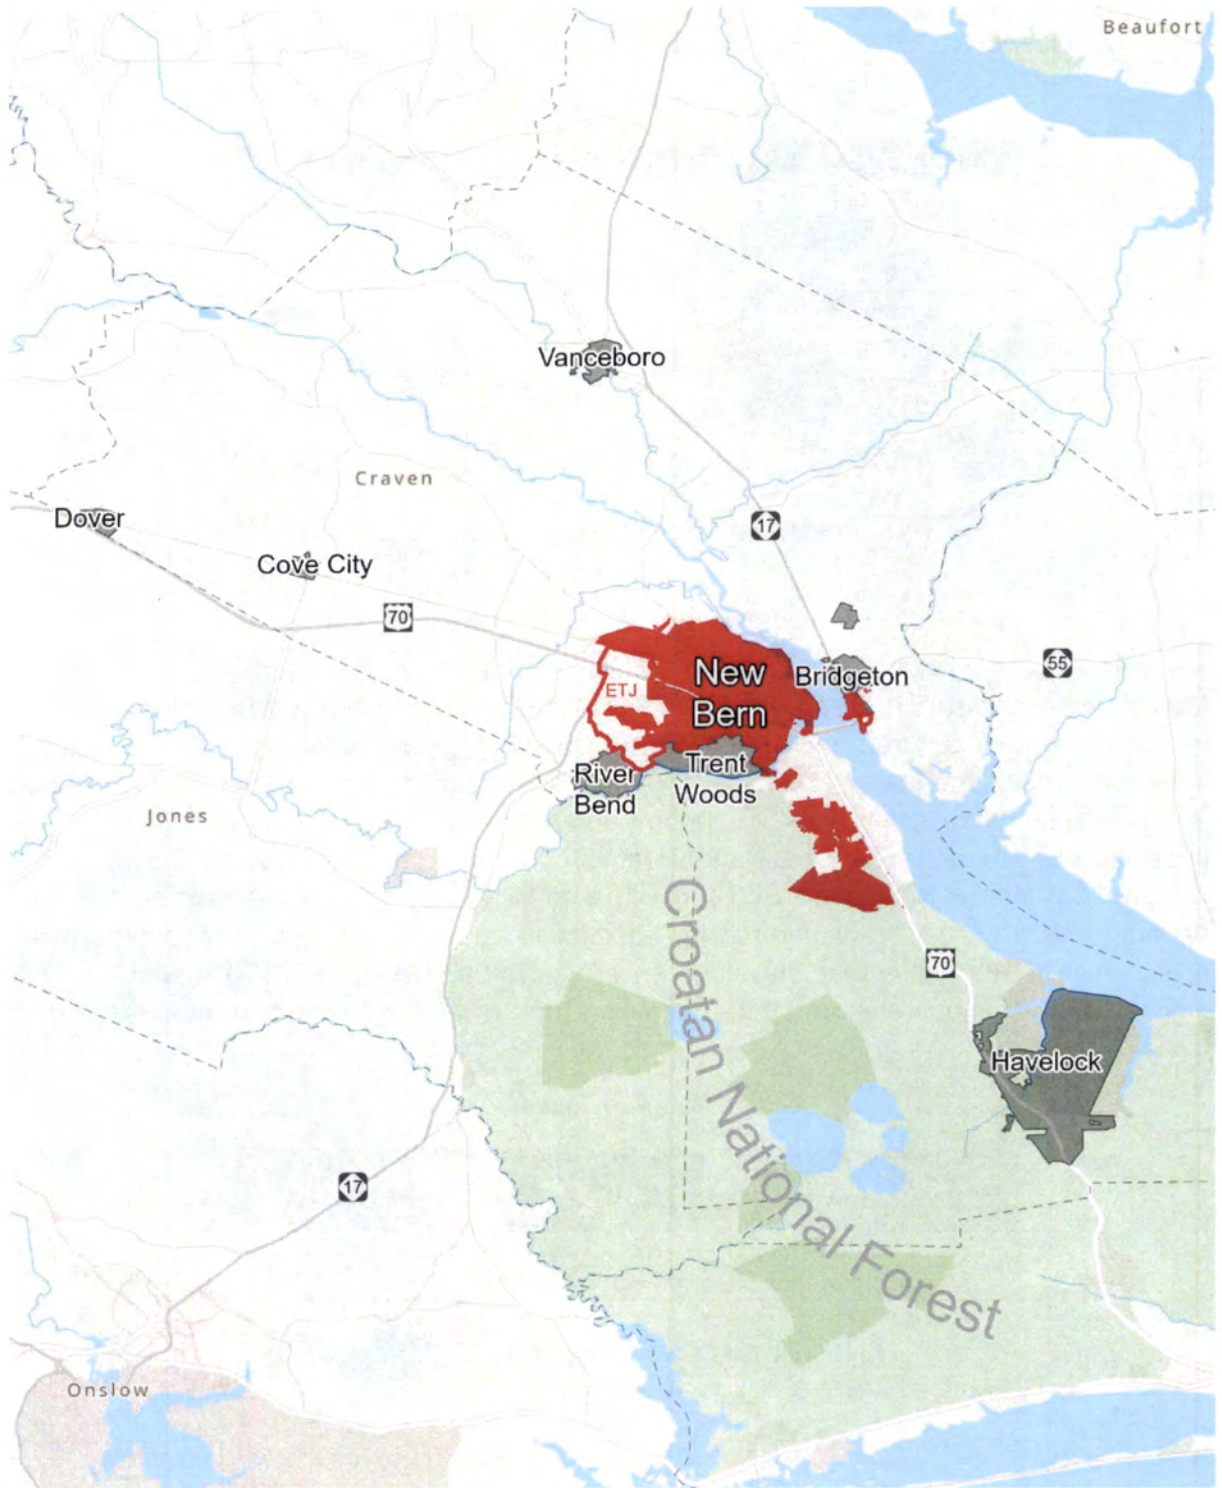 Beaufort
Vanceboro
Craven
Dover
17
Cove City
70
55
New
Bern
Bridgeton
ETJ
River
Bend
Trent
Woods
Jones
Croatan National Forest
70
Havelock
17
Onslow